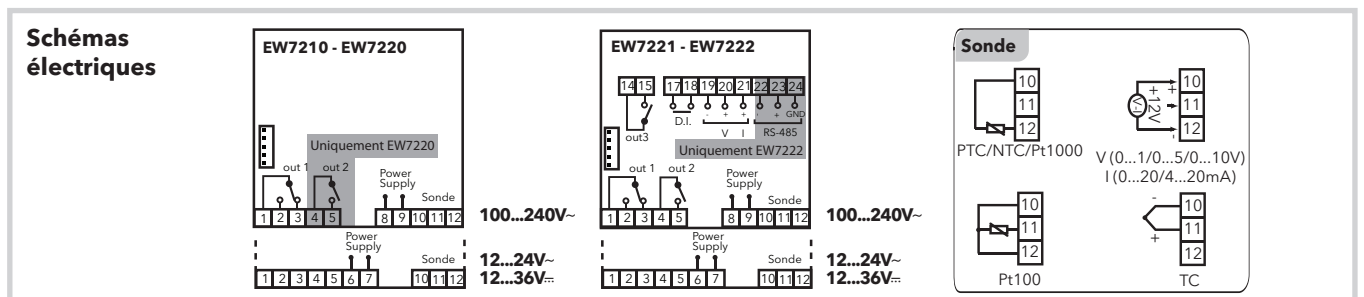 Schémas
électriques
EW7210 - EW7220
Uniquement EW7220
out 1 out 2
Power
Supply
Sonde
1 2 3 4 5 8 9 10 11 12
100...240V~
Power
Supply
Sonde
1 2 3 4 5 6 7 10 11 12
12...24V~
12...36V⎓
EW7221 - EW7222
14 15 17 18 19 20 21 22 23 24
out3
D.I.
- + + - + GND
V I RS-485
Uniquement EW7222
out 1 out 2
Power
Supply
Sonde
1 2 3 4 5 8 9 10 11 12
100...240V~
Power
Supply
Sonde
1 2 3 4 5 6 7 10 11 12
12...24V~
12...36V⎓
Sonde
10
11
12
PTC/NTC/Pt1000
V-I
+12V
+
-
10
11
12
V (0...1/0...5/0...10V)
I (0...20/4...20mA)
10
11
12
Pt100
-
+
10
11
12
TC